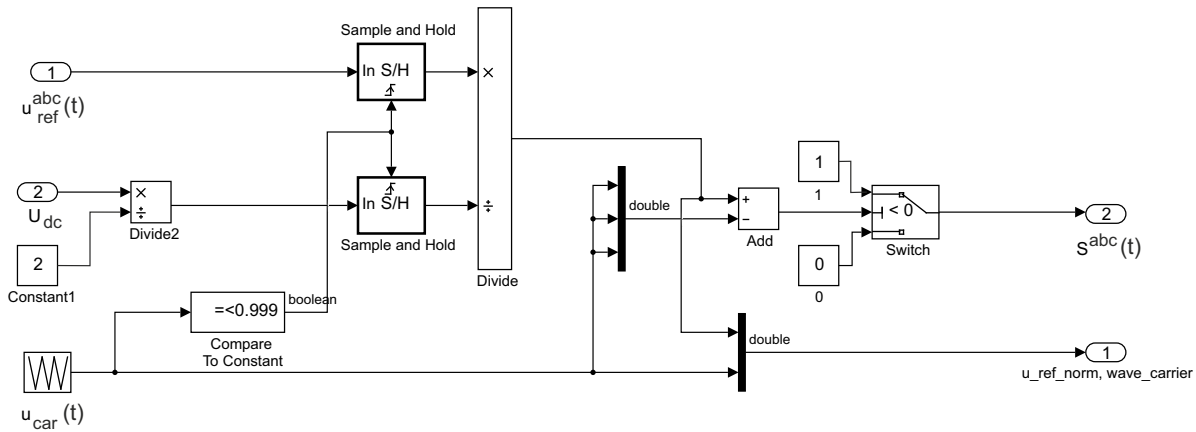 Sample and Hold
1
In S/H
×
u_ref^abc(t)
2
×
÷
U_dc
Divide2
In S/H
÷
Sample and Hold
double
1
1
+
−
Add
< 0
Switch
2
S^abc(t)
2
Constant1
Divide
0
0
=<0.999
boolean
Compare
To Constant
double
1
u_ref_norm, wave_carrier
u_car (t)